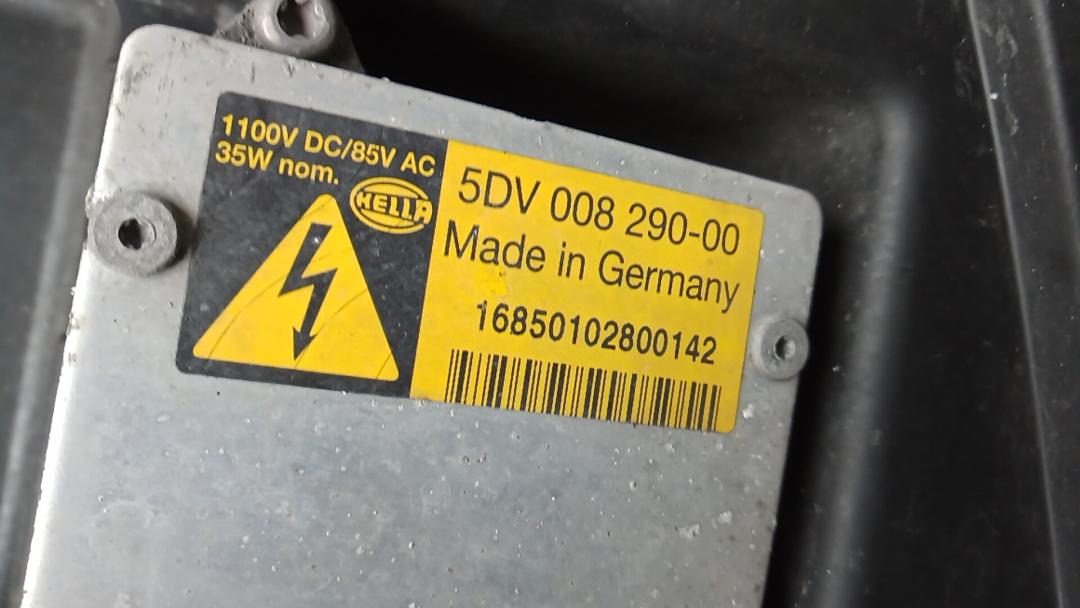 1100V DC/85V AC
35W nom.
HELLA
5DV 008 290-00
Made in Germany
16850102800142